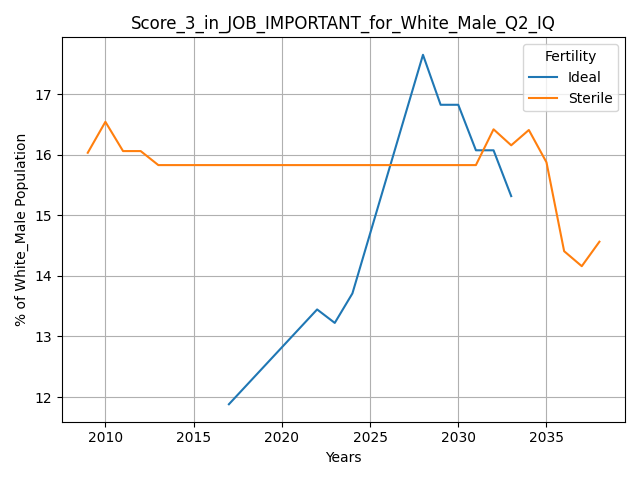 Score_3_in_JOB_IMPORTANT_for_White_Male_Q2_IQ
Fertility
Ideal
Sterile
% of White_Male Population
17
16
15
14
13
12
2010
2015
2020
2025
2030
2035
Years